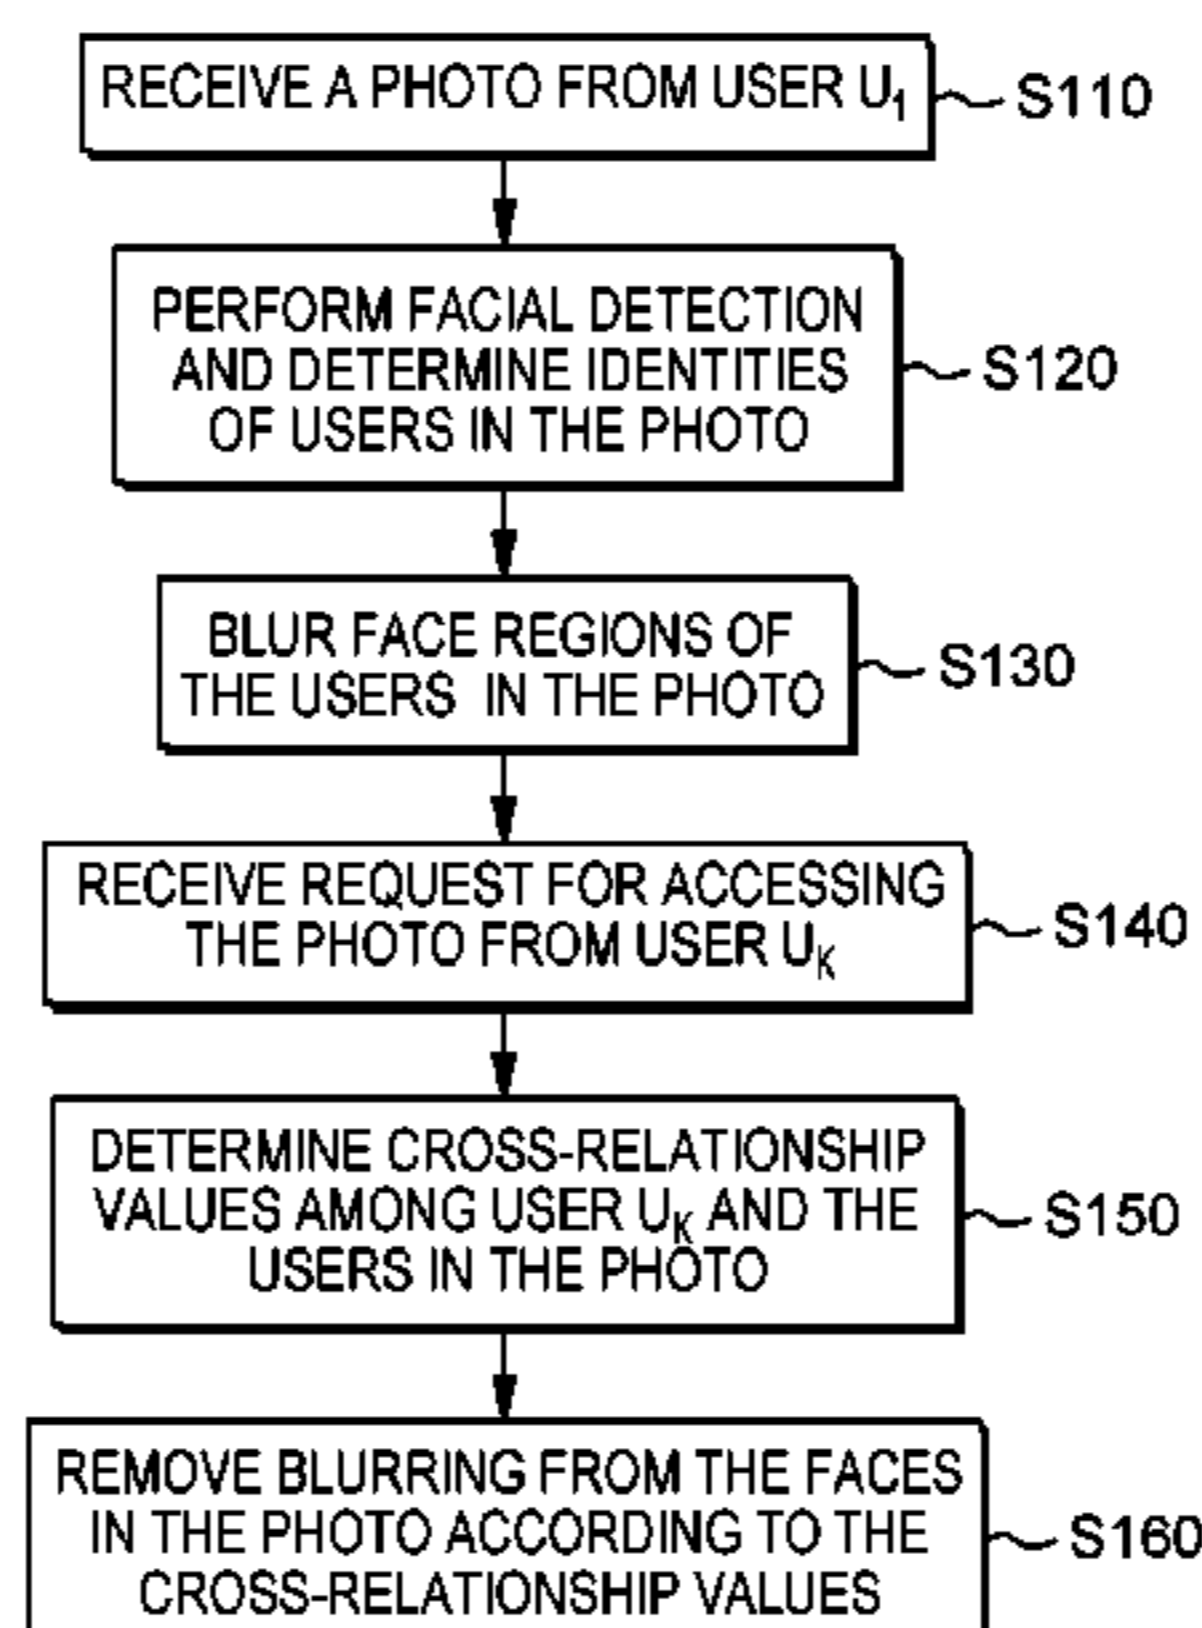 RECEIVE A PHOTO FROM USER U₁
S110
PERFORM FACIAL DETECTION
AND DETERMINE IDENTITIES
OF USERS IN THE PHOTO
S120
BLUR FACE REGIONS OF
THE USERS IN THE PHOTO
S130
RECEIVE REQUEST FOR ACCESSING
THE PHOTO FROM USER Uₖ
S140
DETERMINE CROSS-RELATIONSHIP
VALUES AMONG USER Uₖ AND THE
USERS IN THE PHOTO
S150
REMOVE BLURRING FROM THE FACES
IN THE PHOTO ACCORDING TO THE
CROSS-RELATIONSHIP VALUES
S160